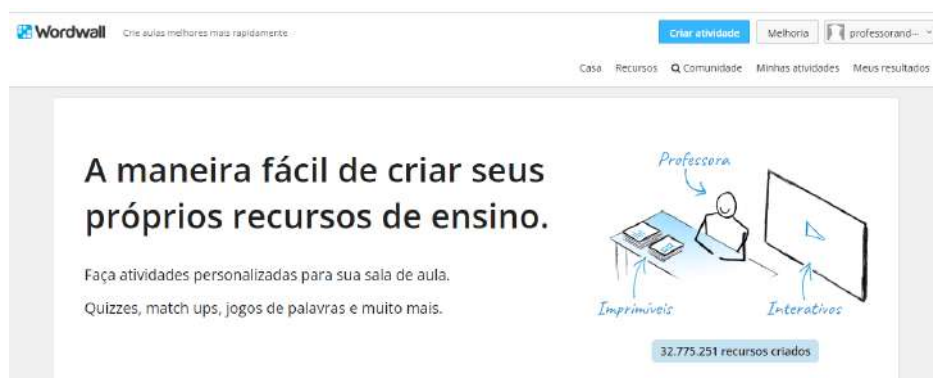 Wordwall Crie aulas melhores mais rapidamente
Criar atividade Melhoria professorand--
Casa Recursos Comunidade Minhas atividades Meus resultados
A maneira fácil de criar seus
próprios recursos de ensino.
Faça atividades personalizadas para sua sala de aula.
Quizzes, match ups, jogos de palavras e muito mais.
Professora
Imprimíveis
Interativos
32.775.251 recursos criados